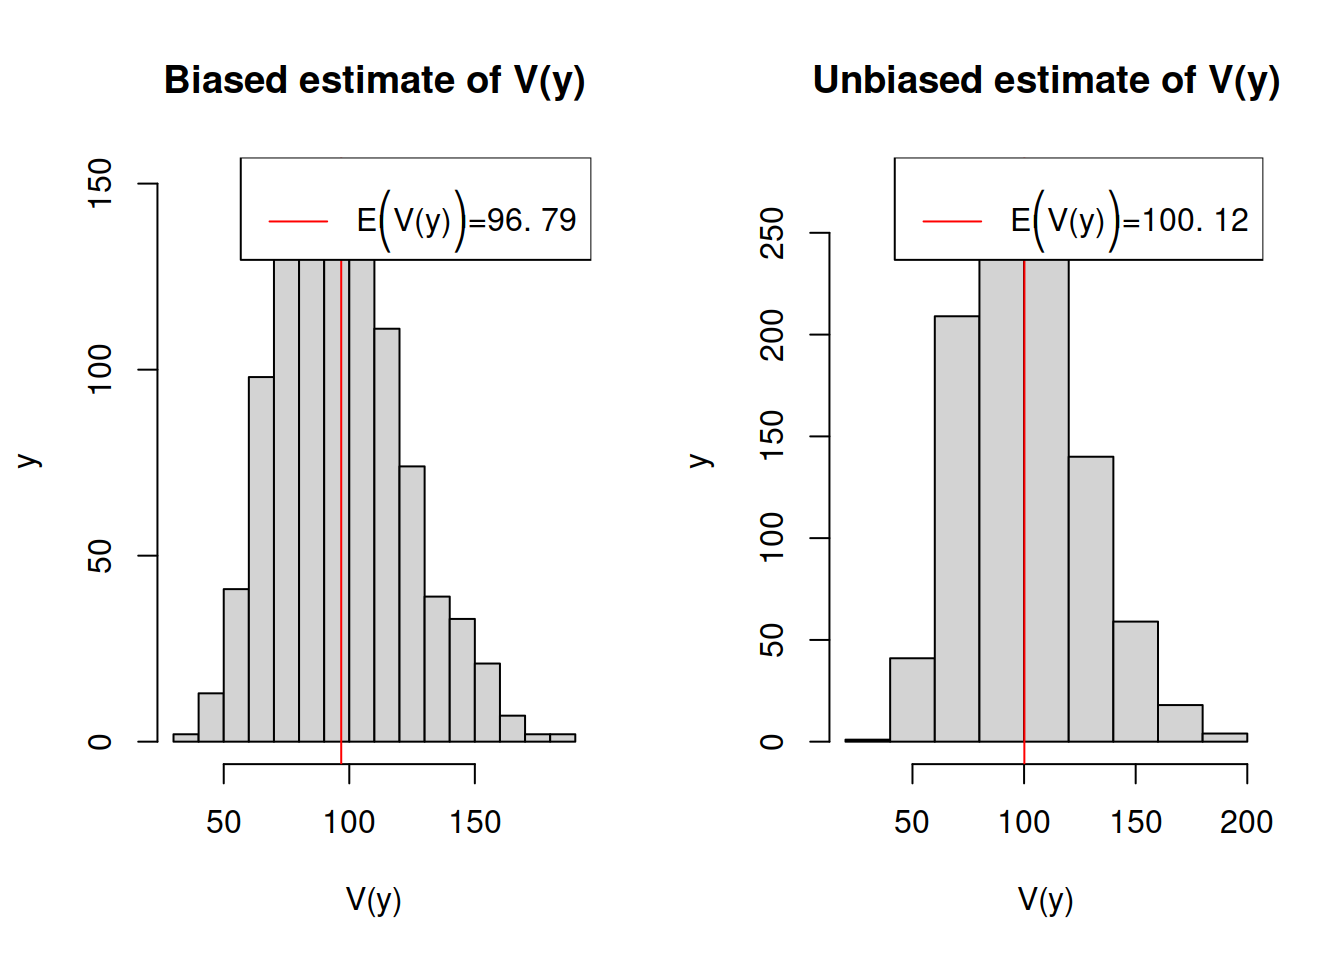 Biased estimate of V(y)
E(V(y))=96. 79
150
100
50
0
y
50 100 150
V(y)
Unbiased estimate of V(y)
E(V(y))=100. 12
250
200
150
100
50
0
y
50 100 150 200
V(y)